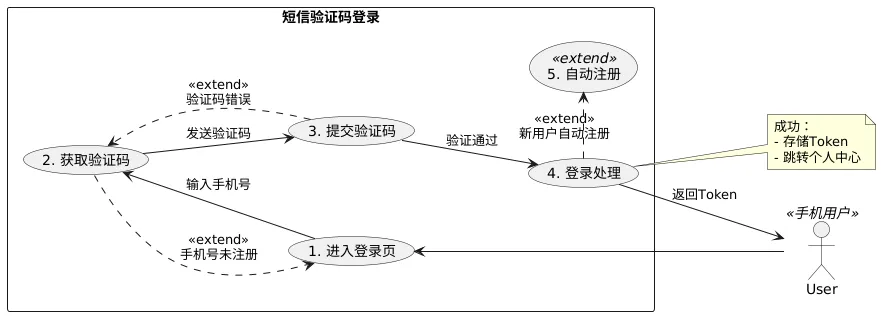 短信验证码登录
«extend»
5. 自动注册
«extend»
验证码错误
发送验证码
3. 提交验证码
«extend»
新用户自动注册
成功：
- 存储Token
- 跳转个人中心
验证通过
2. 获取验证码
4. 登录处理
输入手机号
返回Token
«手机用户»
«extend»
手机号未注册
1. 进入登录页
User